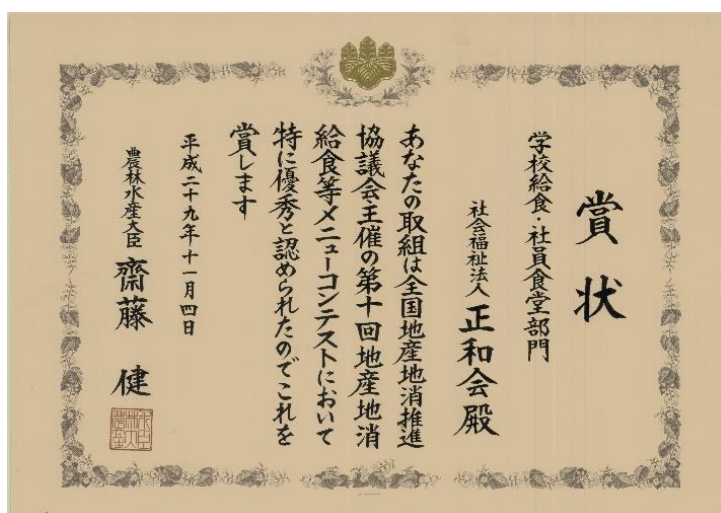 賞状
学校給食・社員食堂部門
社会福祉法人 正和会殿
あなたの取組は全国地産地消推進
協議会主催の第十回地産地消
給食等メニューコンテストにおいて
特に優秀と認められたのでこれを
賞します
平成二十九年十一月四日
農林水産大臣 齋藤 健